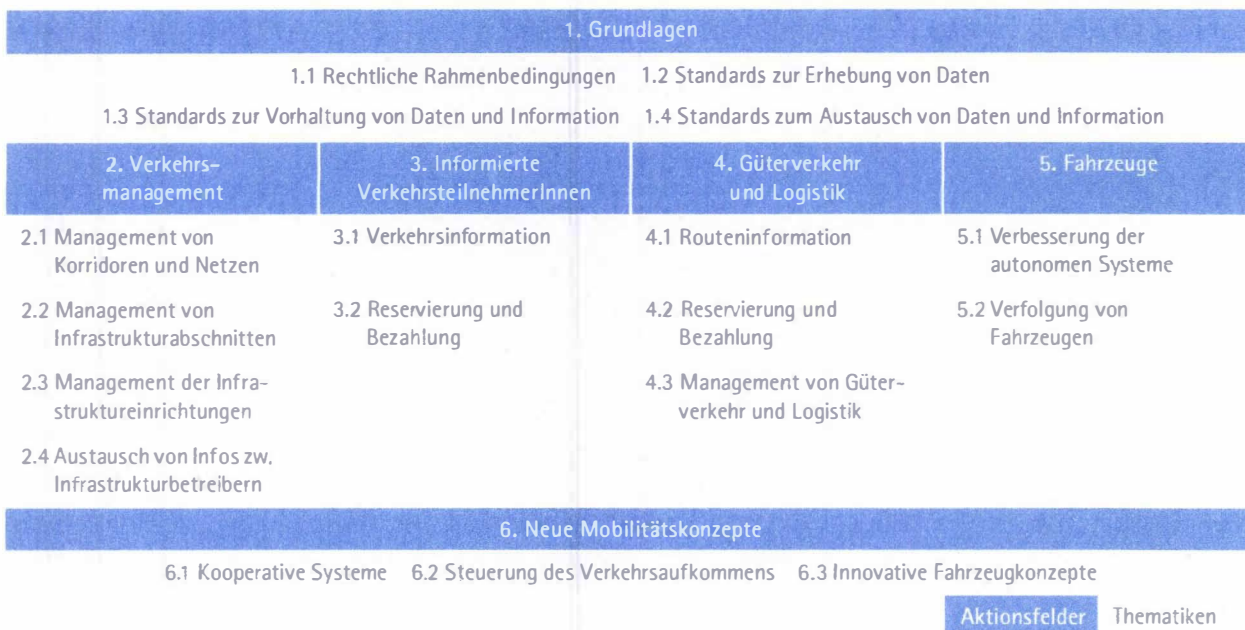 1. Grundlagen
1.1 Rechtliche Rahmenbedingungen 1.2 Standards zur Erhebung von Daten
1.3 Standards zur Vorhaltung von Daten und Information 1.4 Standards zum Austausch von Daten und Information
2. Verkehrs-
management
3. Informierte
VerkehrsteilnehmerInnen
4. Güterverkehr
und Logistik
5. Fahrzeuge
2.1 Management von
Korridoren und Netzen
2.2 Management von
Infrastrukturabschnitten
2.3 Management der Infra-
struktureinrichtungen
2.4 Austausch von Infos zw.
Infrastrukturbetreibern
3.1 Verkehrsinformation
3.2 Reservierung und
Bezahlung
4.1 Routeninformation
4.2 Reservierung und
Bezahlung
4.3 Management von Güter-
verkehr und Logistik
5.1 Verbesserung der
autonomen Systeme
5.2 Verfolgung von
Fahrzeugen
6. Neue Mobilitätskonzepte
6.1 Kooperative Systeme 6.2 Steuerung des Verkehrsaufkommens 6.3 Innovative Fahrzeugkonzepte
Aktionsfelder Thematiken